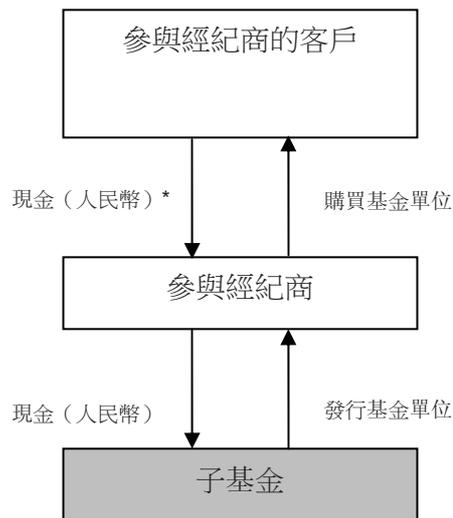 參與經紀商的客戶
現金（人民幣）*
購買基金單位
參與經紀商
現金（人民幣）
發行基金單位
子基金